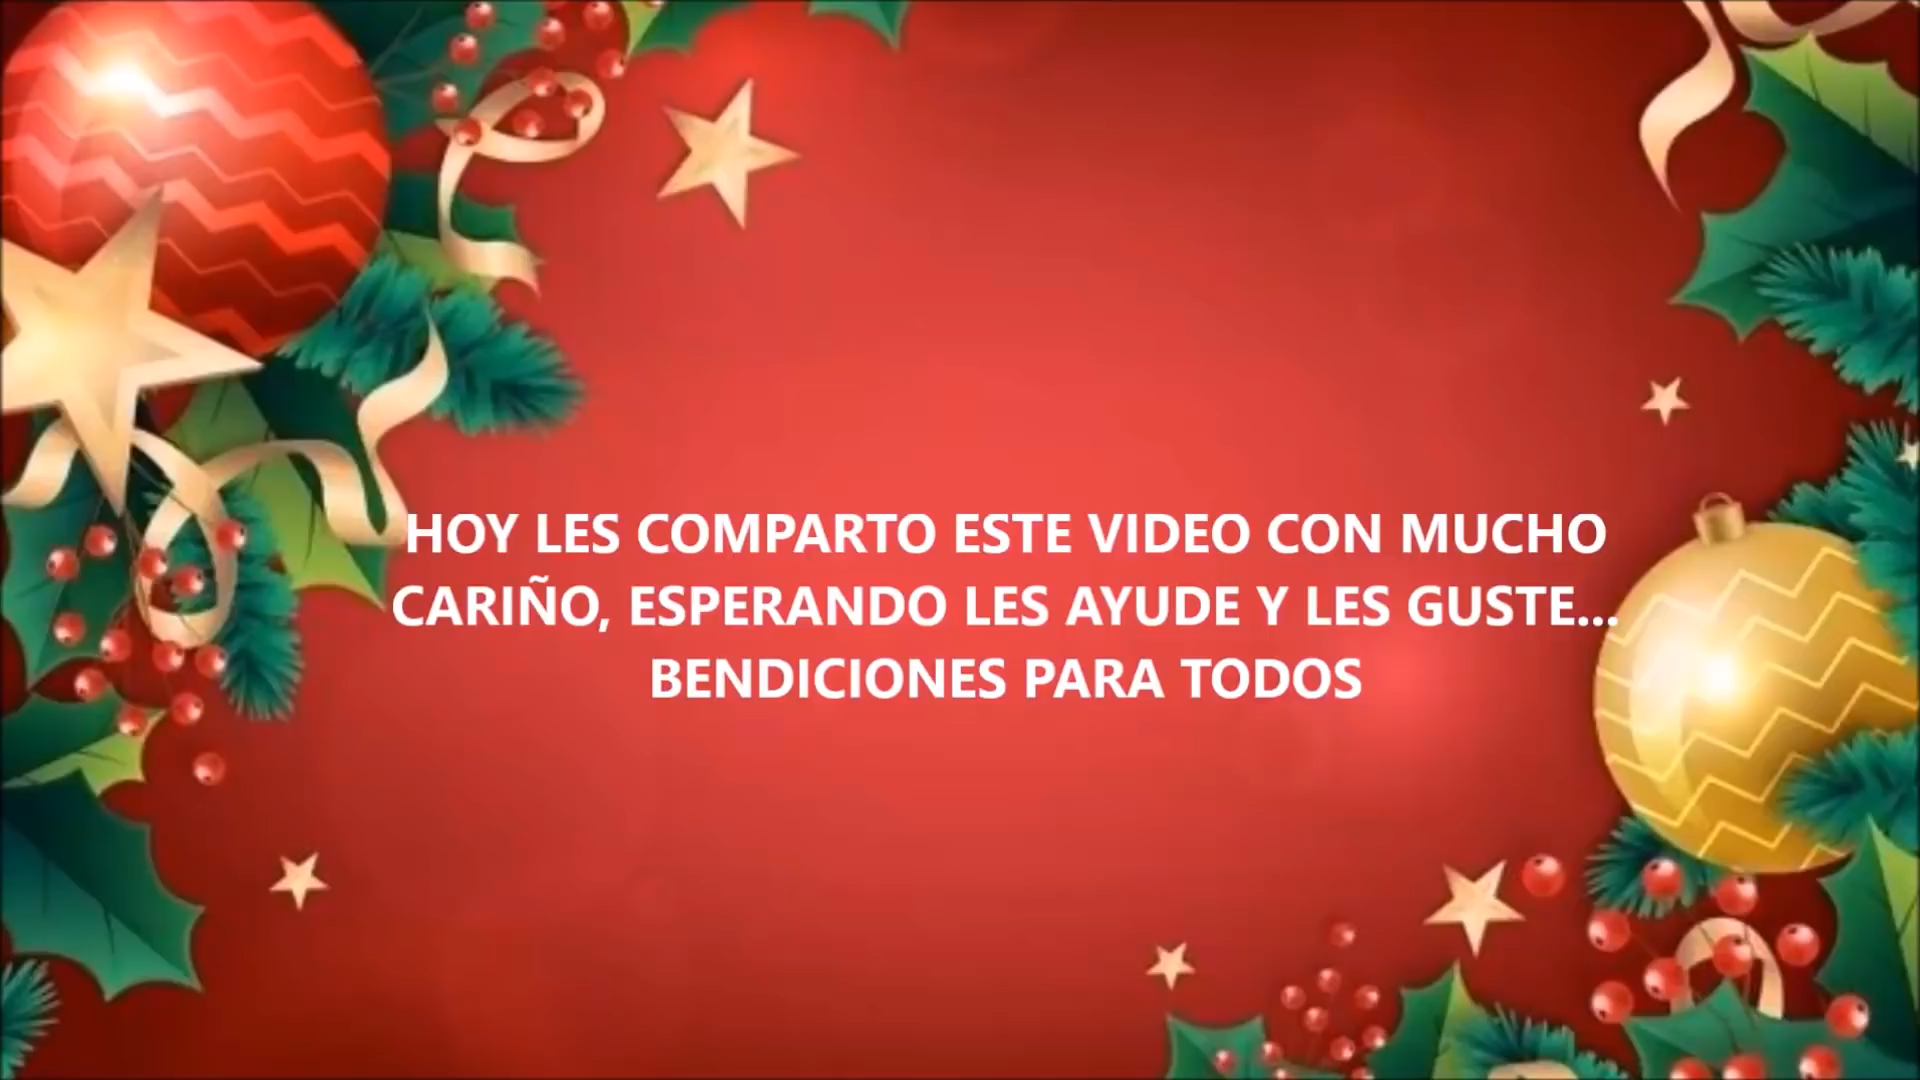 HOY LES COMPARTO ESTE VIDEO CON MUCHO
CARIÑO, ESPERANDO LES AYUDE Y LES GUSTE...
BENDICIONES PARA TODOS